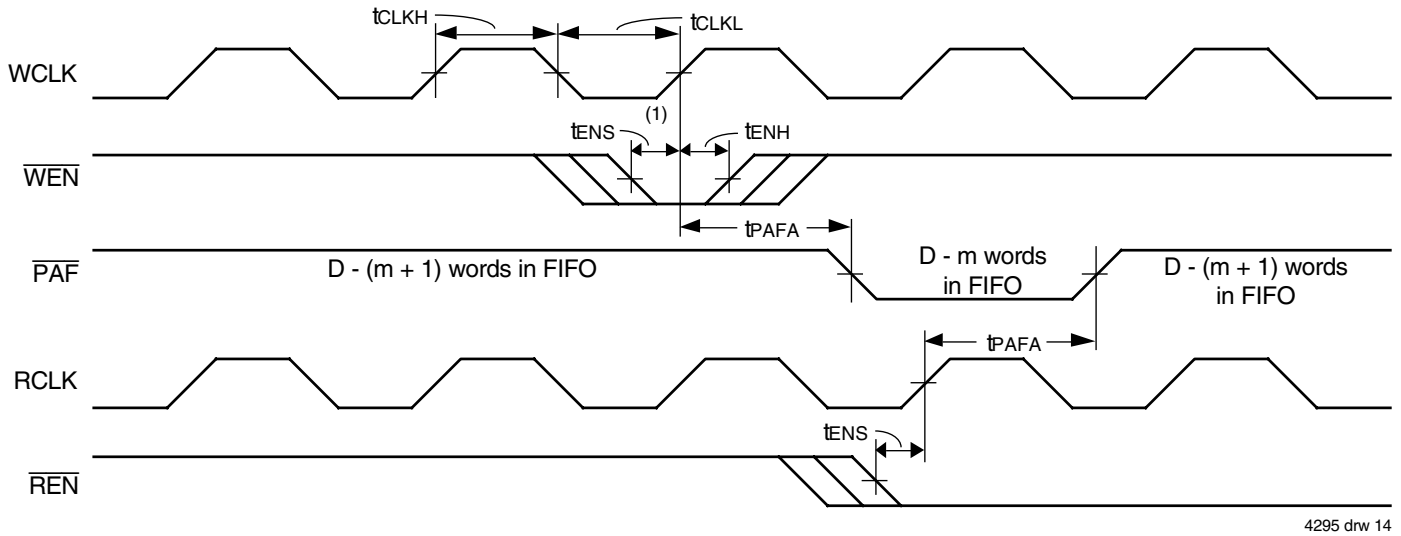 tCLKH tCLKL
WCLK
(1)
tENS tENH
WEN
tPAFA
PAF
D - (m + 1) words in FIFO
D - m words
in FIFO
D - (m + 1) words
in FIFO
tPAFA
RCLK
tENS
REN
4295 drw 14